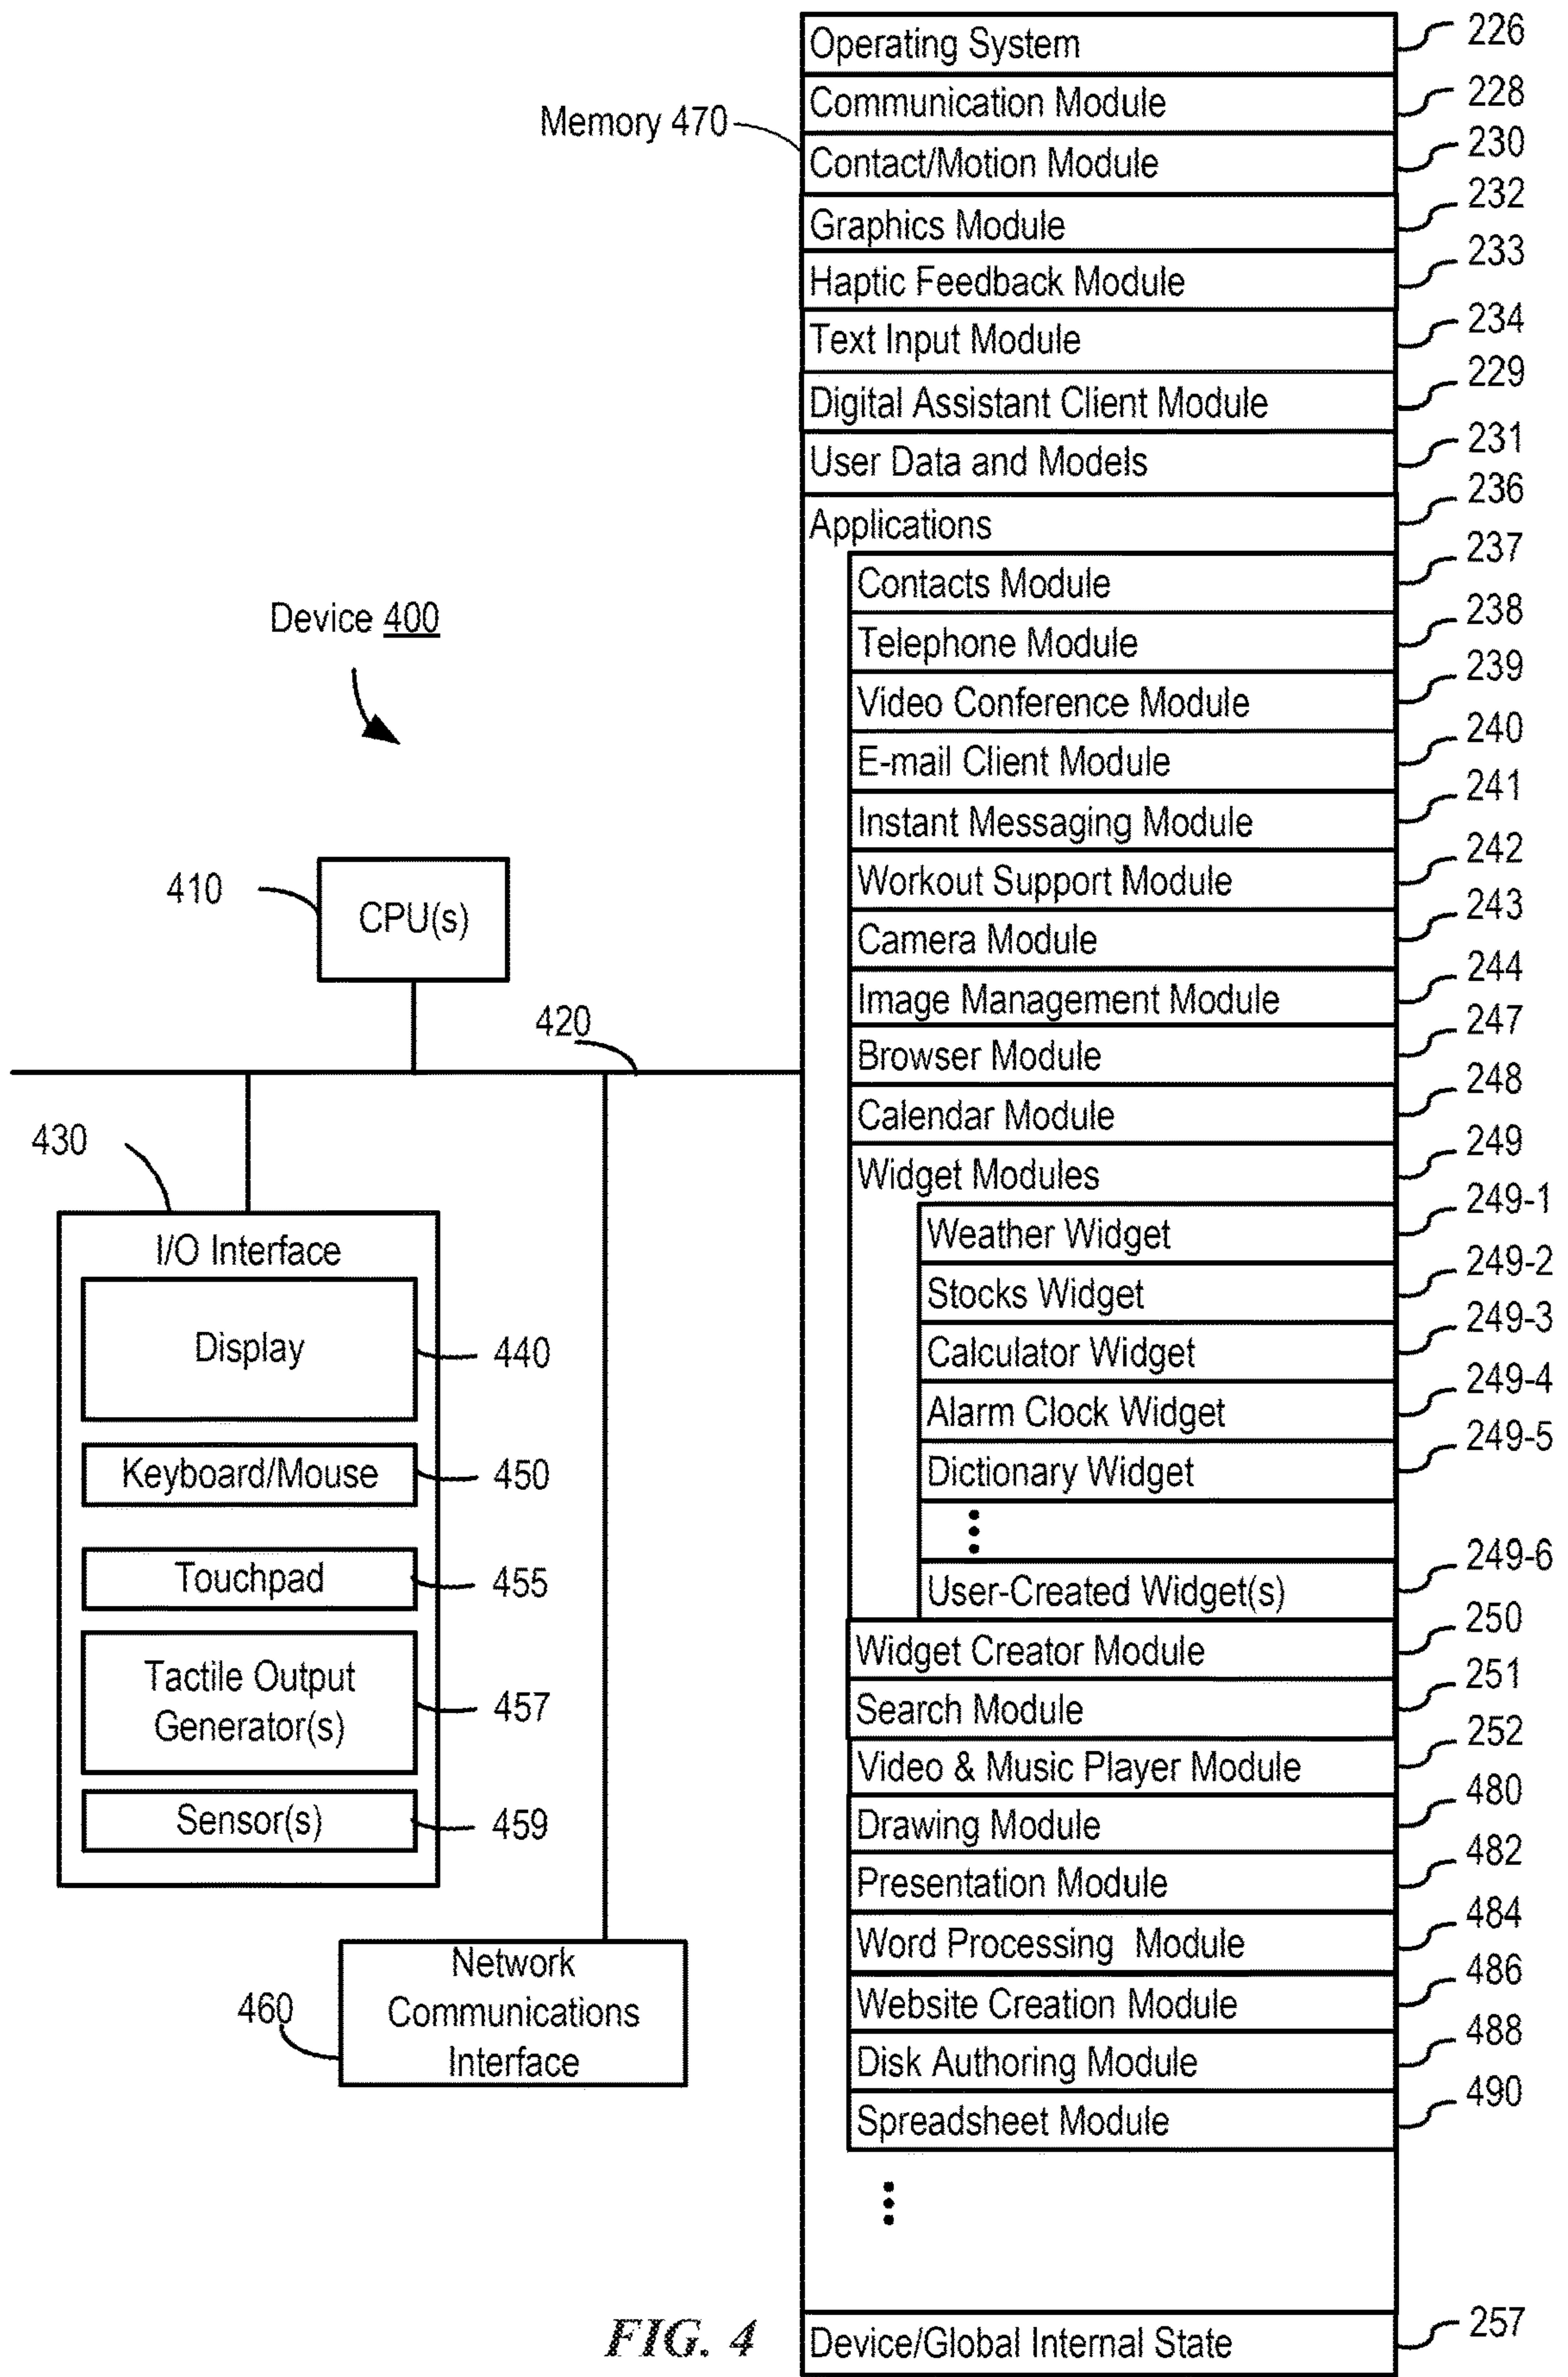 Operating System 226
Communication Module 228
Memory 470
Contact/Motion Module 230
Graphics Module 232
Haptic Feedback Module 233
Text Input Module 234
Digital Assistant Client Module 229
User Data and Models 231
Applications 236
Contacts Module 237
Device 400
Telephone Module 238
Video Conference Module 239
E-mail Client Module 240
Instant Messaging Module 241
410
CPU(s)
Workout Support Module 242
Camera Module 243
Image Management Module 244
420
Browser Module 247
Calendar Module 248
430
Widget Modules 249
I/O Interface
Weather Widget 249-1
Stocks Widget 249-2
Display 440
Calculator Widget 249-3
Alarm Clock Widget 249-4
Keyboard/Mouse 450
Dictionary Widget 249-5
Touchpad 455
User-Created Widget(s) 249-6
Tactile Output
Generator(s) 457
Widget Creator Module 250
Search Module 251
Video & Music Player Module 252
Sensor(s) 459
Drawing Module 480
Presentation Module 482
Word Processing Module 484
Network
Communications
Interface
460
Website Creation Module 486
Disk Authoring Module 488
Spreadsheet Module 490
FIG. 4
Device/Global Internal State 257